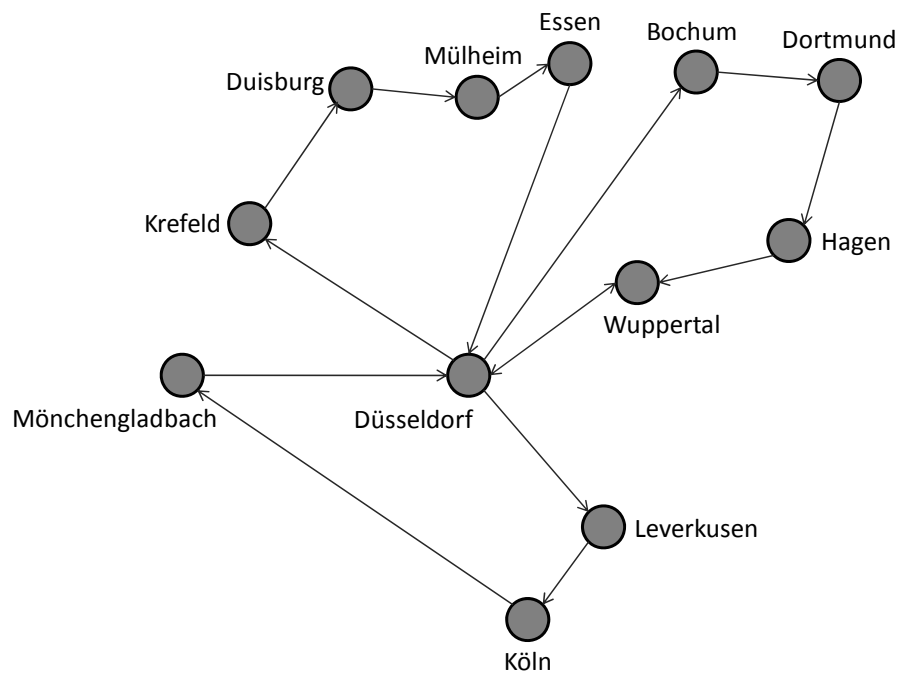 Essen
Bochum
Dortmund
Mülheim
Duisburg
Krefeld
Hagen
Wuppertal
Mönchengladbach
Düsseldorf
Leverkusen
Köln